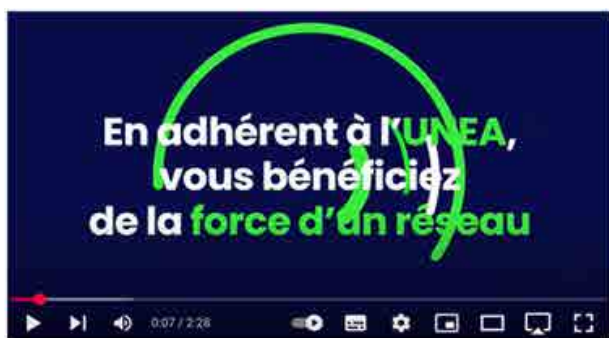 En adhérent à l'UNEA,
vous bénéficiez
de la force d'un réseau
0:07 / 2:28